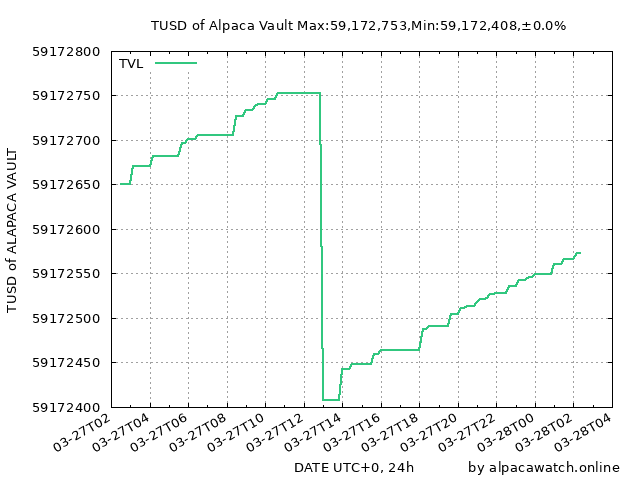 TUSD of Alpaca Vault Max:59,172,753,Min:59,172,408,±0.0%
TVL
59172800
59172750
59172700
59172650
59172600
59172550
59172500
59172450
59172400
TUSD of ALAPACA VAULT
03-27T02
03-27T04
03-27T06
03-27T08
03-27T10
03-27T12
03-27T14
03-27T16
03-27T18
03-27T20
03-27T22
03-28T00
03-28T02
03-28T04
DATE UTC+0, 24h
by alpacawatch.online